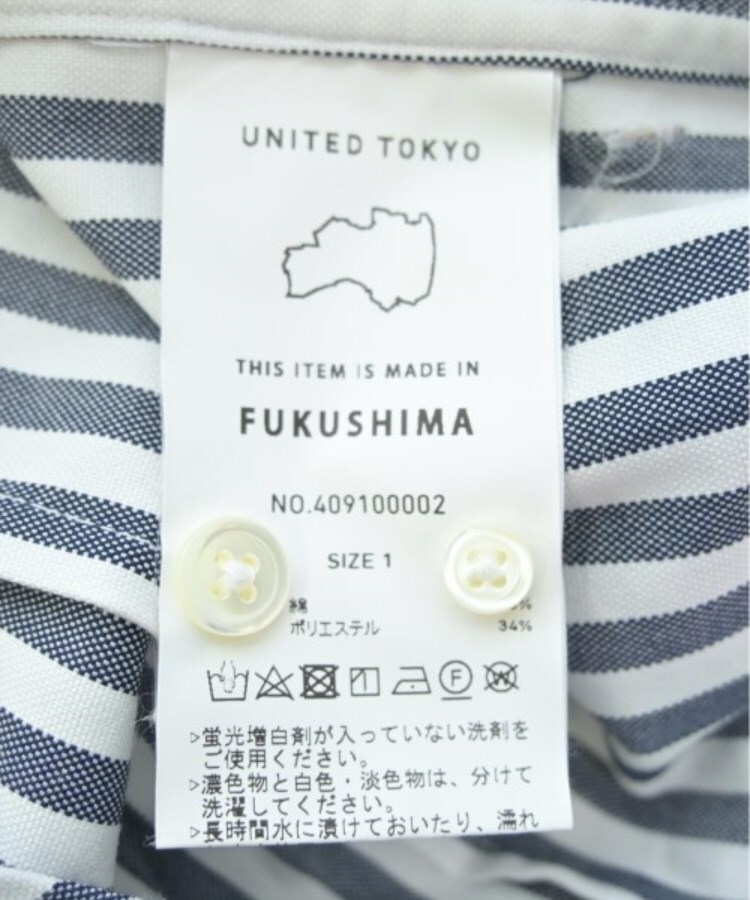 UNITED TOKYO
THIS ITEM IS MADE IN
FUKUSHIMA
NO.409100002
SIZE 1
綿 %
ポリエステル 34%
▷蛍光増白剤が入っていない洗剤を
ご使用ください。
▷濃色物と白色・淡色物は、分けて
洗濯してください。
▷長時間水に漬けておいたり、濡れ